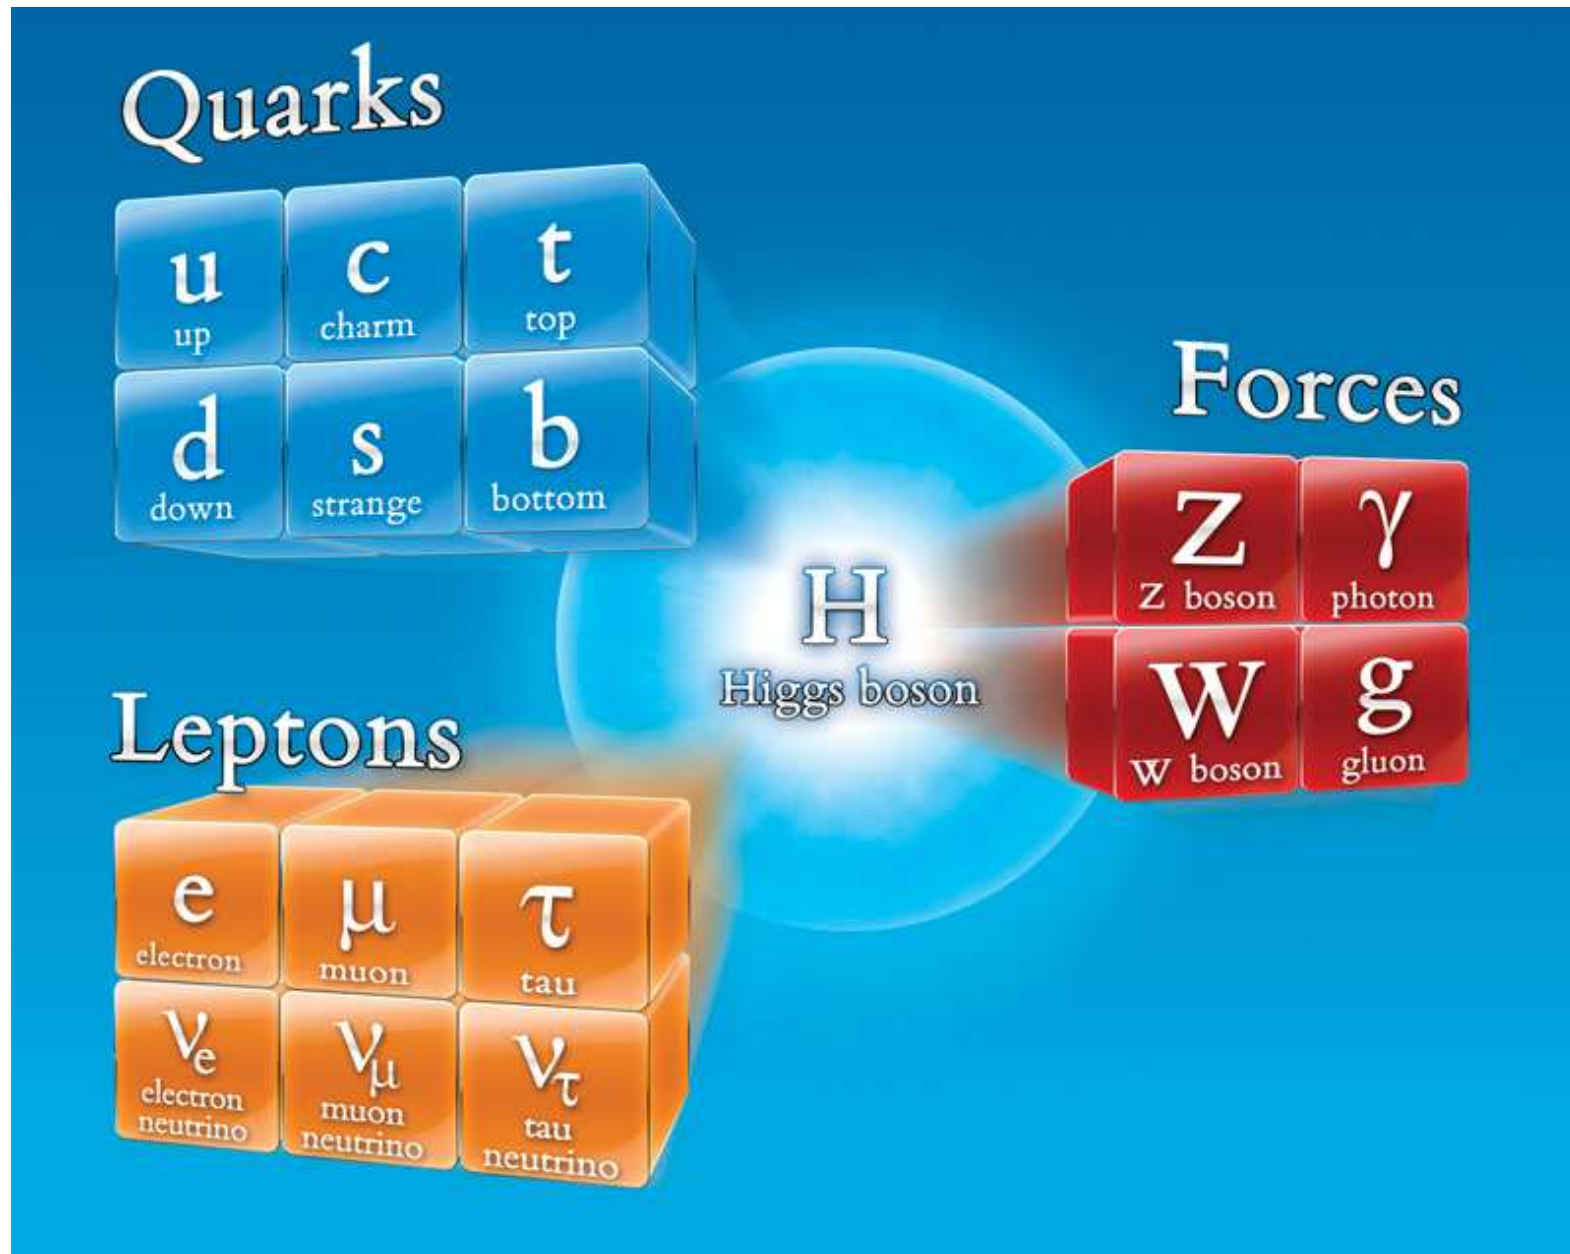 Quarks
u
up
c
charm
t
top
d
down
s
strange
b
bottom
Forces
Z
Z boson
γ
photon
W
W boson
g
gluon
H
Higgs boson
Leptons
e
electron
μ
muon
τ
tau
νe
electron
neutrino
νμ
muon
neutrino
ντ
tau
neutrino